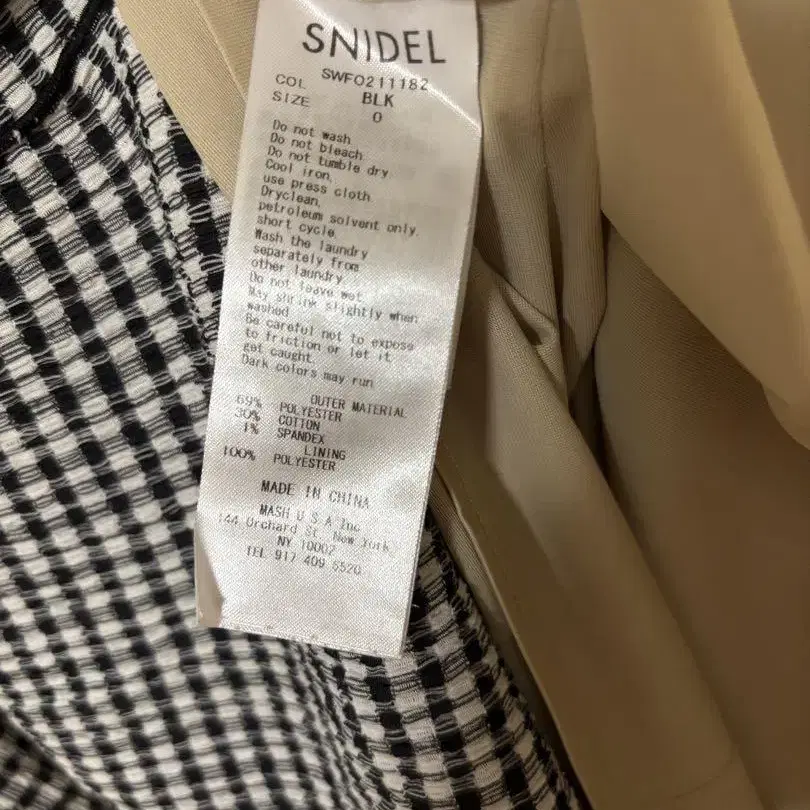 SNIDEL
SWFO211182
COL BLK
SIZE 0
Do not wash
Do not bleach
Do not tumble dry
Cool iron,
use press cloth
Dryclean,
petroleum solvent only.
short cycle.
Wash the laundry
separately from
other laundry
Do not leave wet
May shrink slightly when
washed
Be careful not to expose
to friction or let it
get caught.
Dark colors may run
OUTER MATERIAL
69% POLYESTER
30% COTTON
1% SPANDEX
LINING
100% POLYESTER
MADE IN CHINA
MASH U S A Inc
144 Orchard St. New York
NY 10002
TEL 917 409 5520